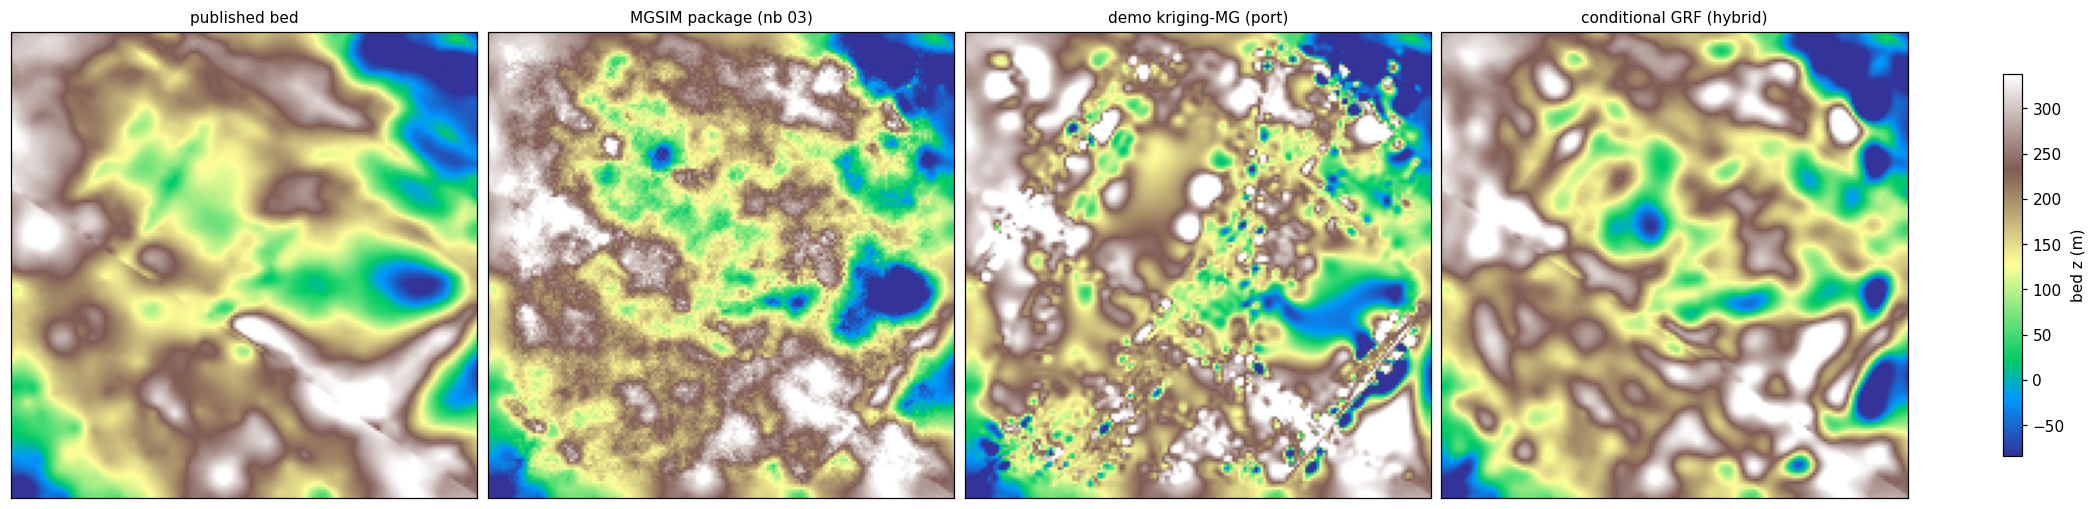 published bed
MGSIM package (nb 03)
demo kriging-MG (port)
conditional GRF (hybrid)
300
250
200
150
100
50
0
−50
bed z (m)